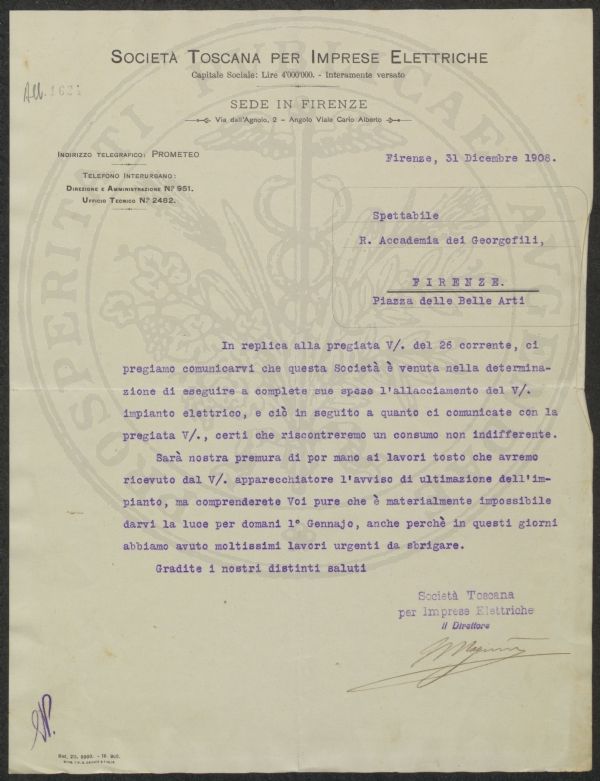 SOCIETÀ TOSCANA PER IMPRESE ELETTRICHE
Capitale Sociale: Lire 4'000'000. - Interamente versato
All. 1621
SEDE IN FIRENZE
Via dell'Agnolo, 2 - Angolo Viale Carlo Alberto
INDIRIZZO TELEGRAFICO: PROMETEO
TELEFONO INTERURBANO:
DIREZIONE E AMMINISTRAZIONE N.º 951.
UFFICIO TECNICO N.º 2482.
Firenze, 31 Dicembre 1908.
Spettabile
R. Accademia dei Georgofili,
FIRENZE.
Piazza delle Belle Arti
In replica alla pregiata V/. del 26 corrente, ci
pregiamo comunicarvi che questa Società è venuta nella determina-
zione di eseguire a complete sue spese l'allacciamento del V/.
impianto elettrico, e ciò in seguito a quanto ci comunicate con la
pregiata V/., certi che riscontreremo un consumo non indifferente.
Sarà nostra premura di por mano ai lavori tosto che avremo
ricevuto dal V/. apparecchiatore l'avviso di ultimazione dell'im-
pianto, ma comprenderete Voi pure che è materialmente impossibile
darvi la luce per domani 1º Gennajo, anche perchè in questi giorni
abbiamo avuto moltissimi lavori urgenti da sbrigare.
Gradite i nostri distinti saluti
Società Toscana
per Imprese Elettriche
il Direttore